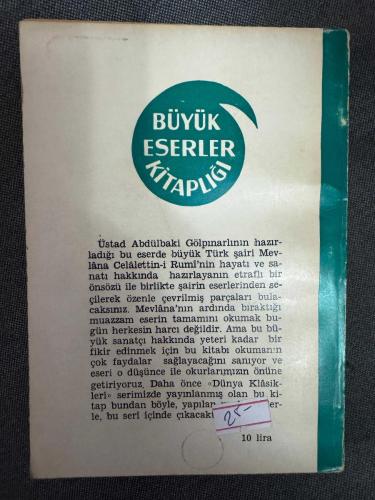 BÜYÜK
ESERLER
KİTAPLIĞI
Üstad Abdülbaki Gölpınarlının hazır-
ladığı bu eserde büyük Türk şairi Mev-
lâna Celâlettin-i Rumî'nin hayatı ve sa-
natı hakkında hazırlayanın etraflı bir
önsözü ile birlikte şairin eserlerinden se-
çilerek özenle çevrilmiş parçaları bula-
caksınız. Mevlâna'nın ardında bıraktığı
muazzam eserin tamamını okumak bu-
gün herkesin harcı değildir. Ama bu bü-
yük sanatçı hakkında yeteri kadar bir
fikir edinmek için bu kitabı okumanın
çok faydalar sağlayacağını sanıyor ve
eseri o düşünce ile okurlarımızın önüne
getiriyoruz. Daha önce «Dünya Klâsik-
leri» serimizde yayınlanmış olan bu ki-
tap bundan böyle, yapılan er-
le, bu seri içinde çıkacak
25-
10 lira